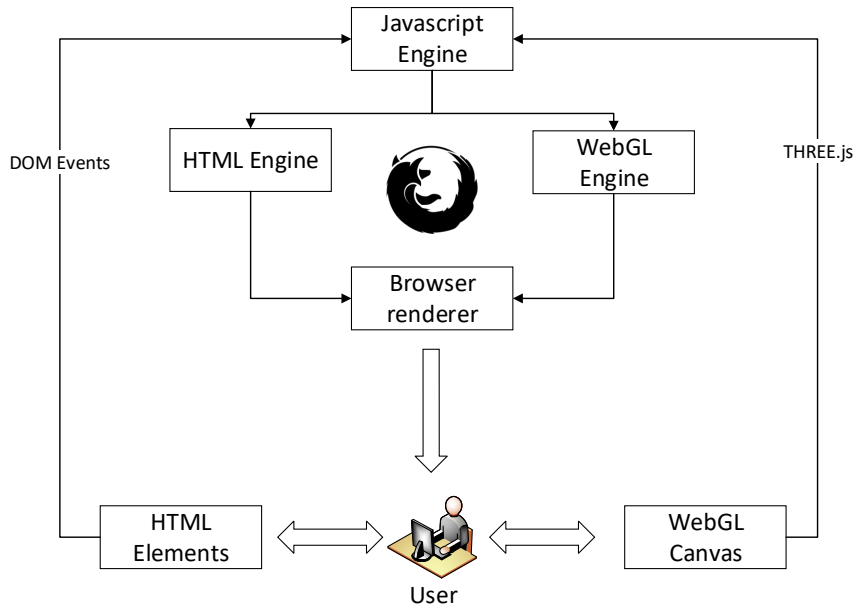 Javascript
Engine
HTML Engine
WebGL
Engine
DOM Events
THREE.js
Browser
renderer
HTML
Elements
WebGL
Canvas
User